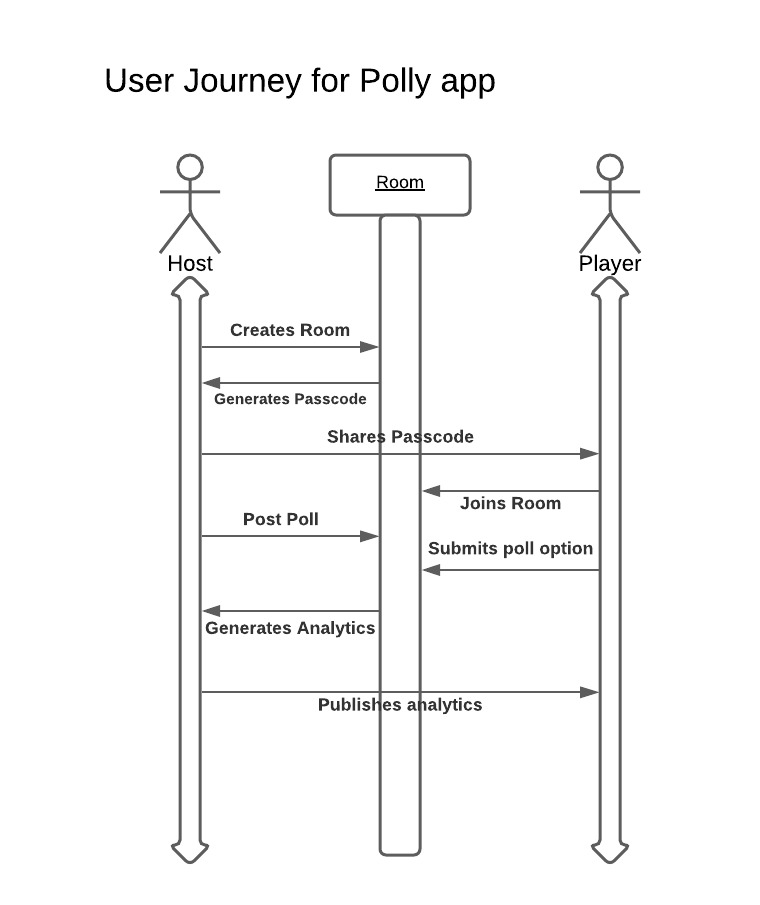 User Journey for Polly app
Room
Host
Player
Creates Room
Generates Passcode
Shares Passcode
Joins Room
Post Poll
Submits poll option
Generates Analytics
Publishes analytics